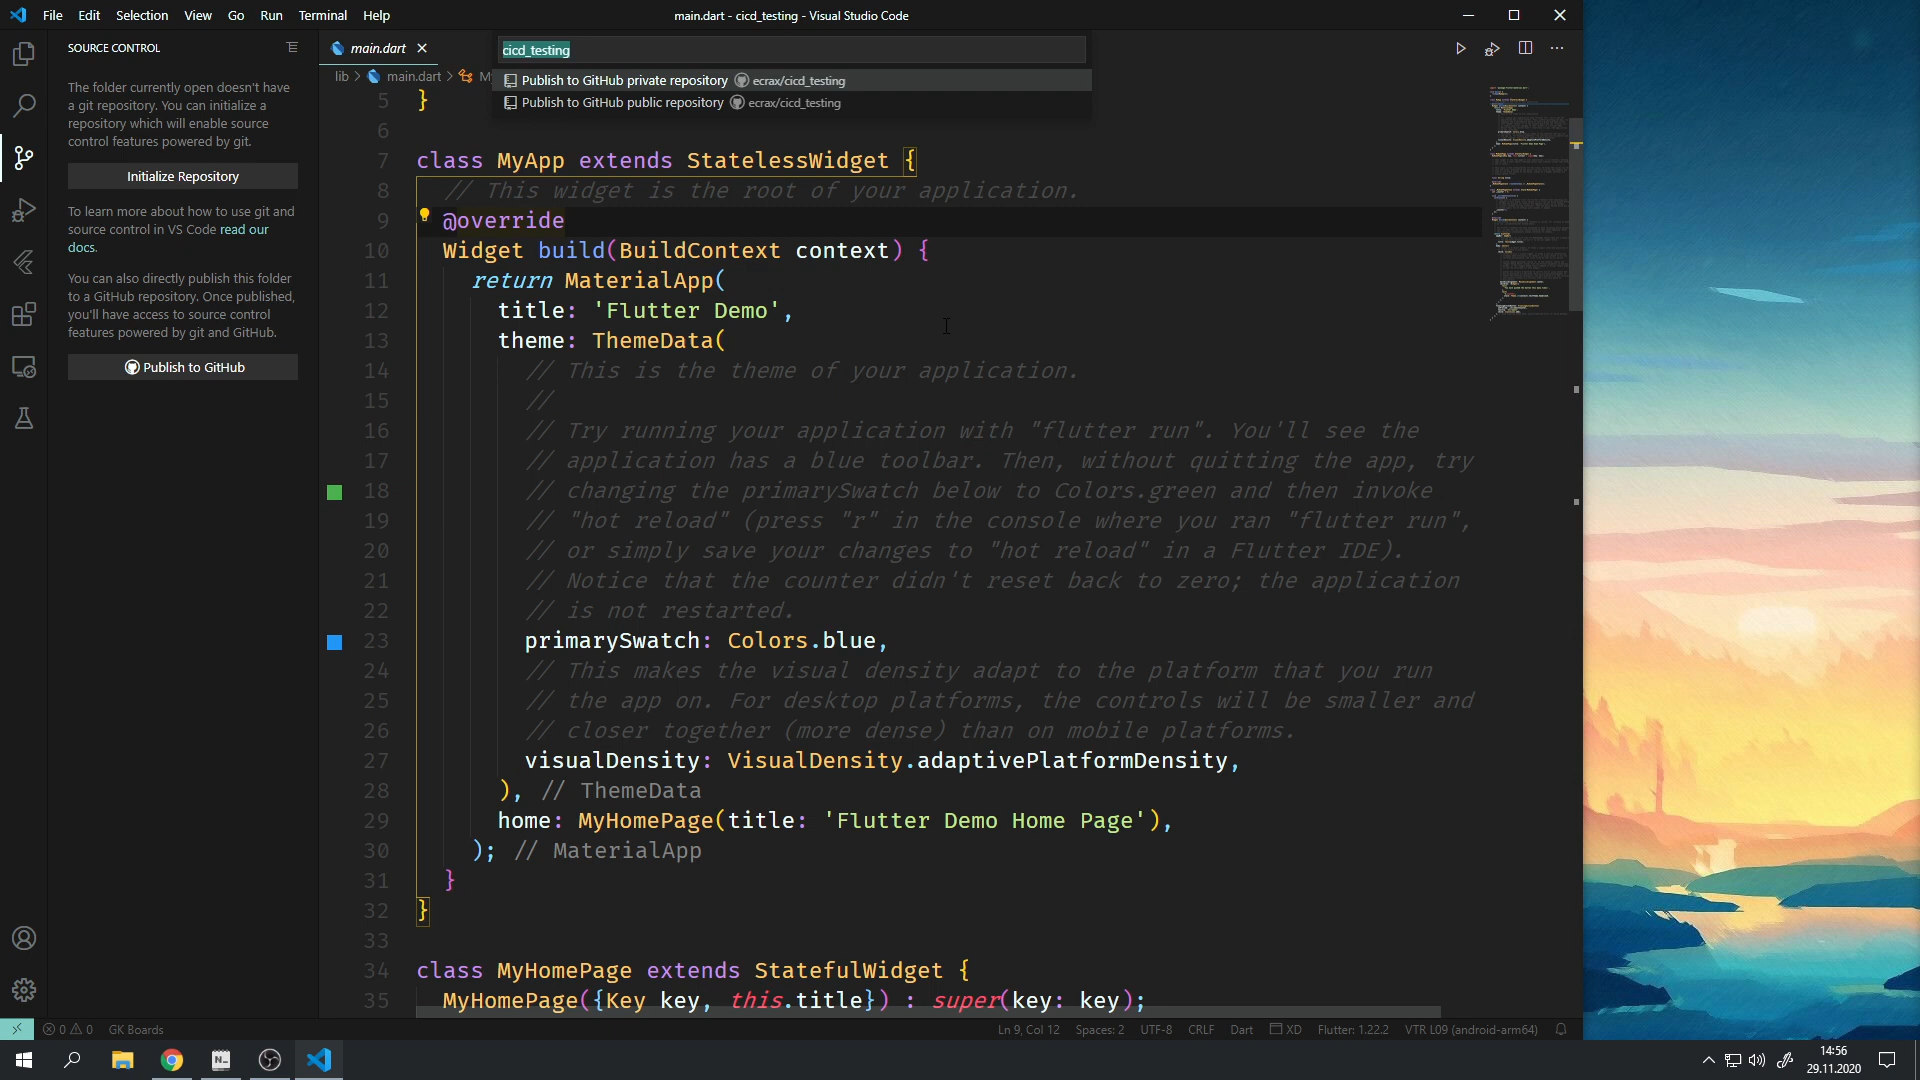 File Edit Selection View Go Run Terminal Help
main.dart - cicd_testing - Visual Studio Code
SOURCE CONTROL
The folder currently open doesn't have
a git repository. You can initialize a
repository which will enable source
control features powered by git.
Initialize Repository
To learn more about how to use git and
source control in VS Code read our
docs.
You can also directly publish this folder
to a GitHub repository. Once published,
you'll have access to source control
features powered by git and GitHub.
Publish to GitHub
main.dart
cicd_testing
lib > main.dart > M
Publish to GitHub private repository ecrax/cicd_testing
Publish to GitHub public repository ecrax/cicd_testing
5 }
6
7 class MyApp extends StatelessWidget {
8 // This widget is the root of your application.
9 @override
10 Widget build(BuildContext context) {
11 return MaterialApp(
12 title: 'Flutter Demo',
13 theme: ThemeData(
14 // This is the theme of your application.
15 //
16 // Try running your application with "flutter run". You'll see the
17 // application has a blue toolbar. Then, without quitting the app, try
18 // changing the primarySwatch below to Colors.green and then invoke
19 // "hot reload" (press "r" in the console where you ran "flutter run",
20 // or simply save your changes to "hot reload" in a Flutter IDE).
21 // Notice that the counter didn't reset back to zero; the application
22 // is not restarted.
23 primarySwatch: Colors.blue,
24 // This makes the visual density adapt to the platform that you run
25 // the app on. For desktop platforms, the controls will be smaller and
26 // closer together (more dense) than on mobile platforms.
27 visualDensity: VisualDensity.adaptivePlatformDensity,
28 ), // ThemeData
29 home: MyHomePage(title: 'Flutter Demo Home Page'),
30 ); // MaterialApp
31 }
32 }
33
34 class MyHomePage extends StatefulWidget {
35 MyHomePage({Key key, this.title}) : super(key: key);
0 0 GK Boards
Ln 9, Col 12 Spaces: 2 UTF-8 CRLF Dart XD Flutter: 1.22.2 VTR L09 (android-arm64)
14:56
29.11.2020